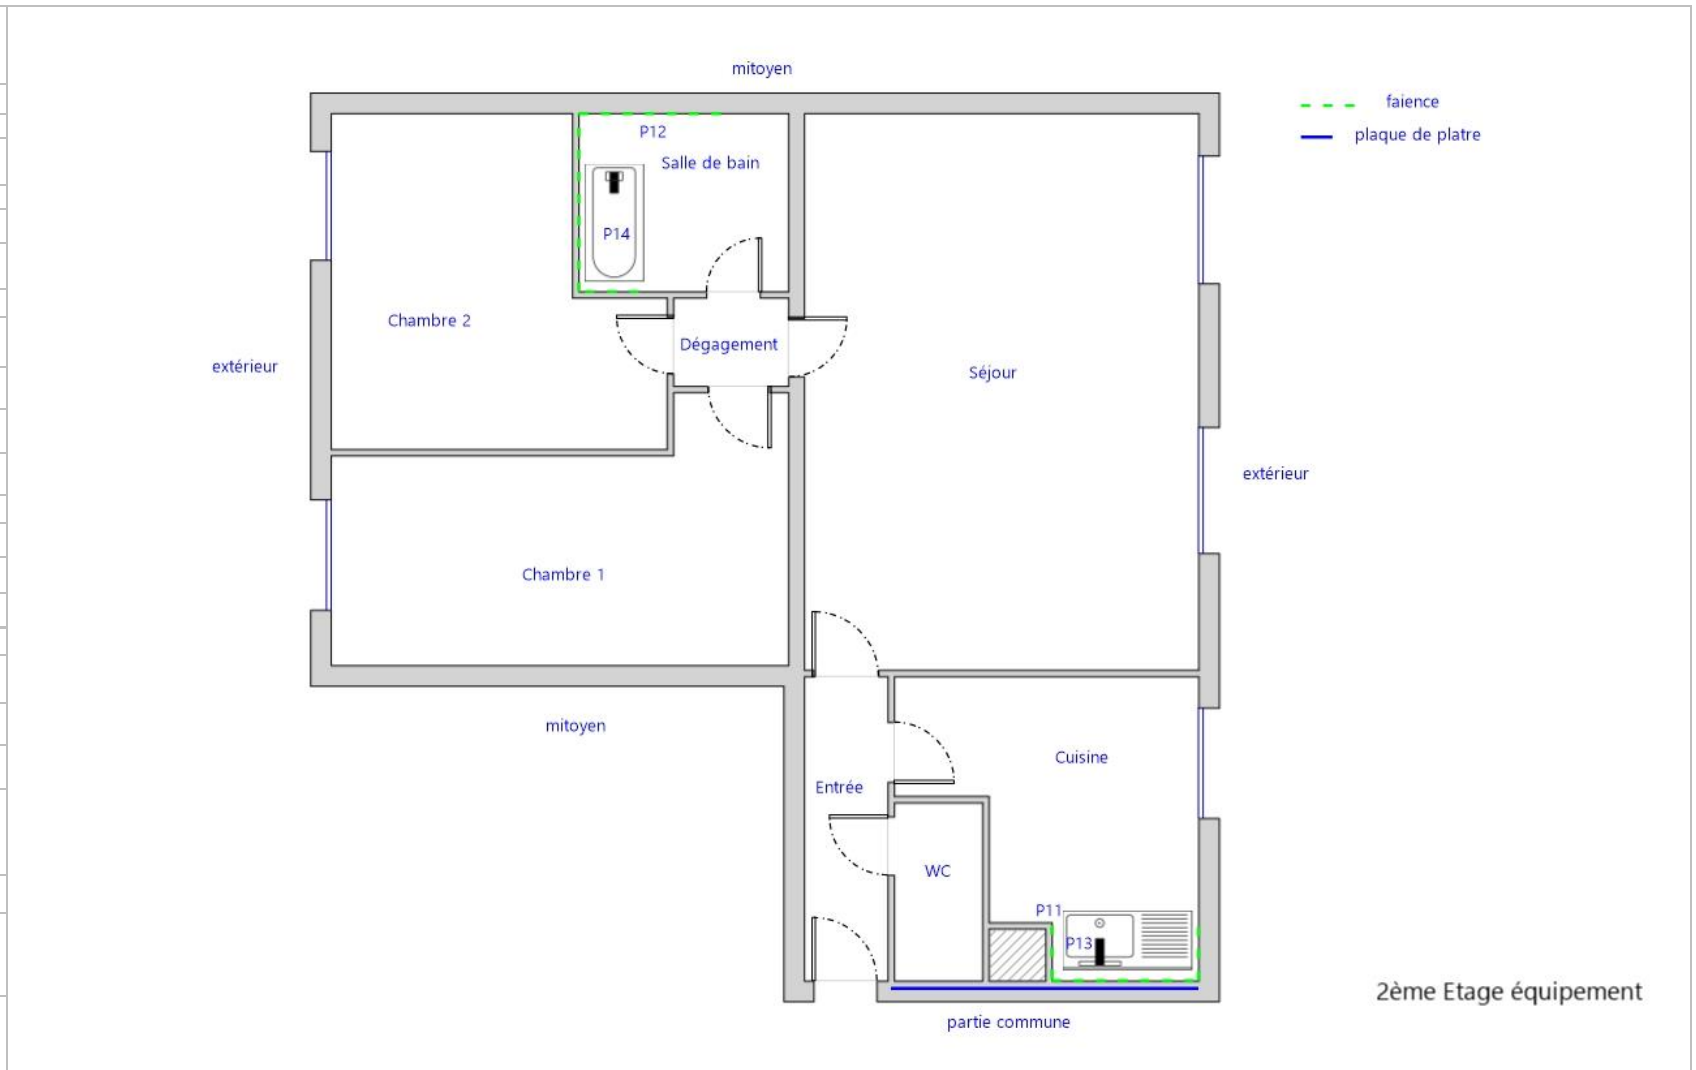 mitoyen
faience
plaque de platre
P12
Salle de bain
P14
Chambre 2
Dégagement
extérieur
Séjour
extérieur
Chambre 1
mitoyen
Cuisine
Entrée
WC
P11
P13
2ème Etage équipement
partie commune